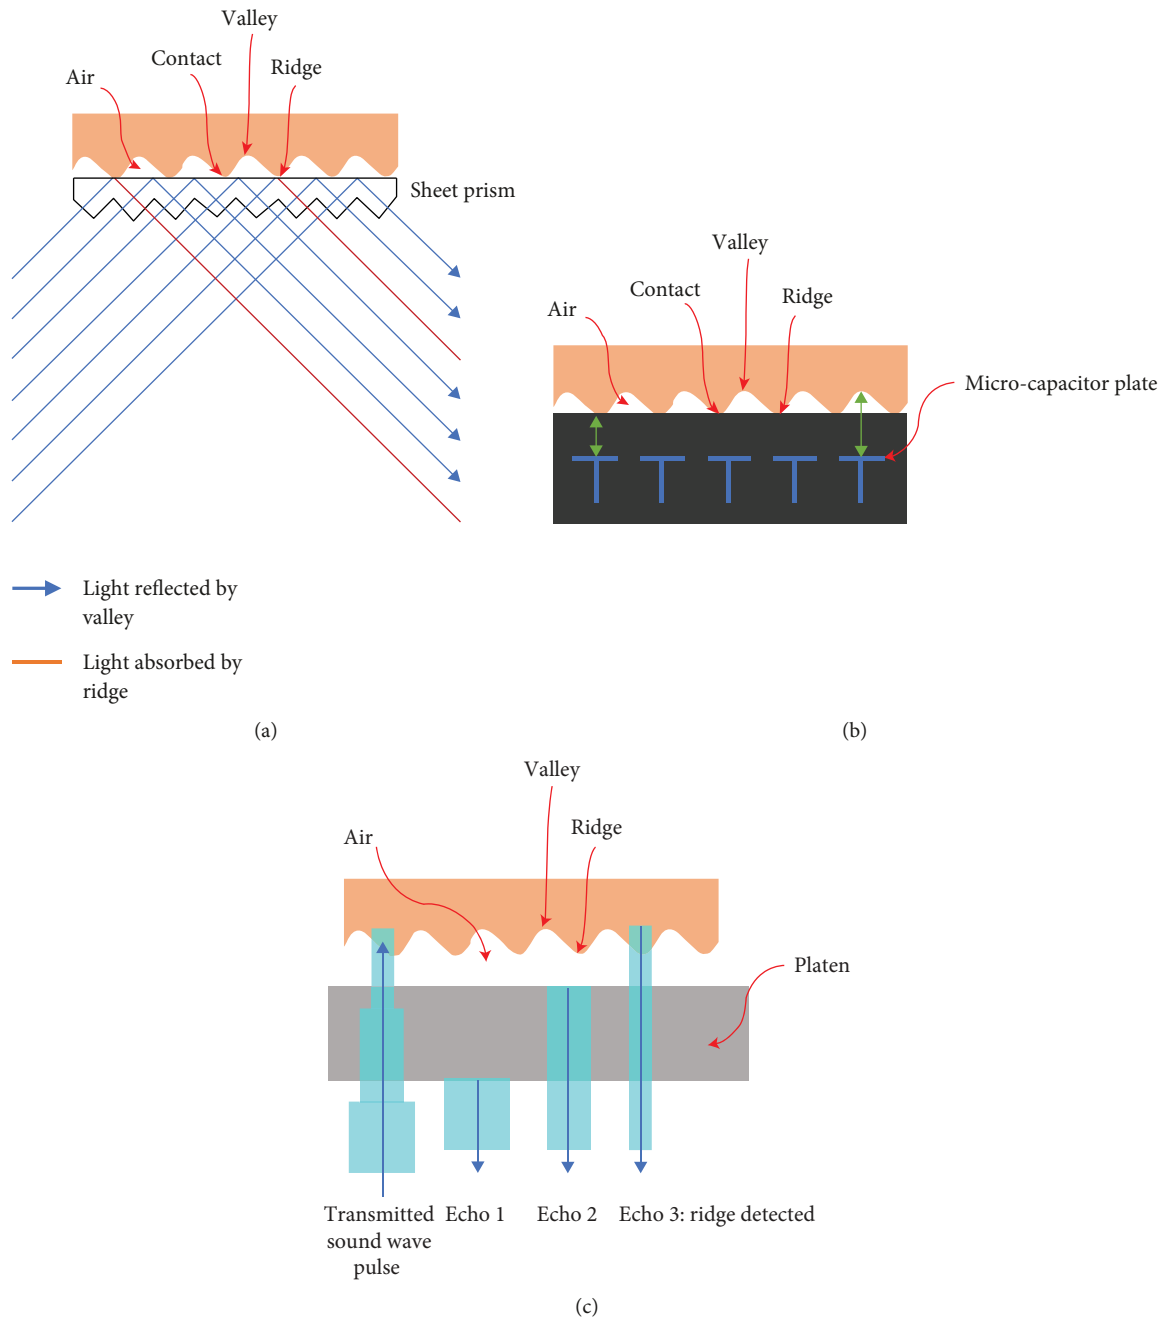 Valley
Contact
Ridge
Air
Sheet prism
Light reflected by
valley
Light absorbed by
ridge
(a)
Valley
Contact
Ridge
Air
Micro-capacitor plate
(b)
Valley
Ridge
Air
Platen
Transmitted
sound wave
pulse
Echo 1
Echo 2
Echo 3: ridge detected
(c)